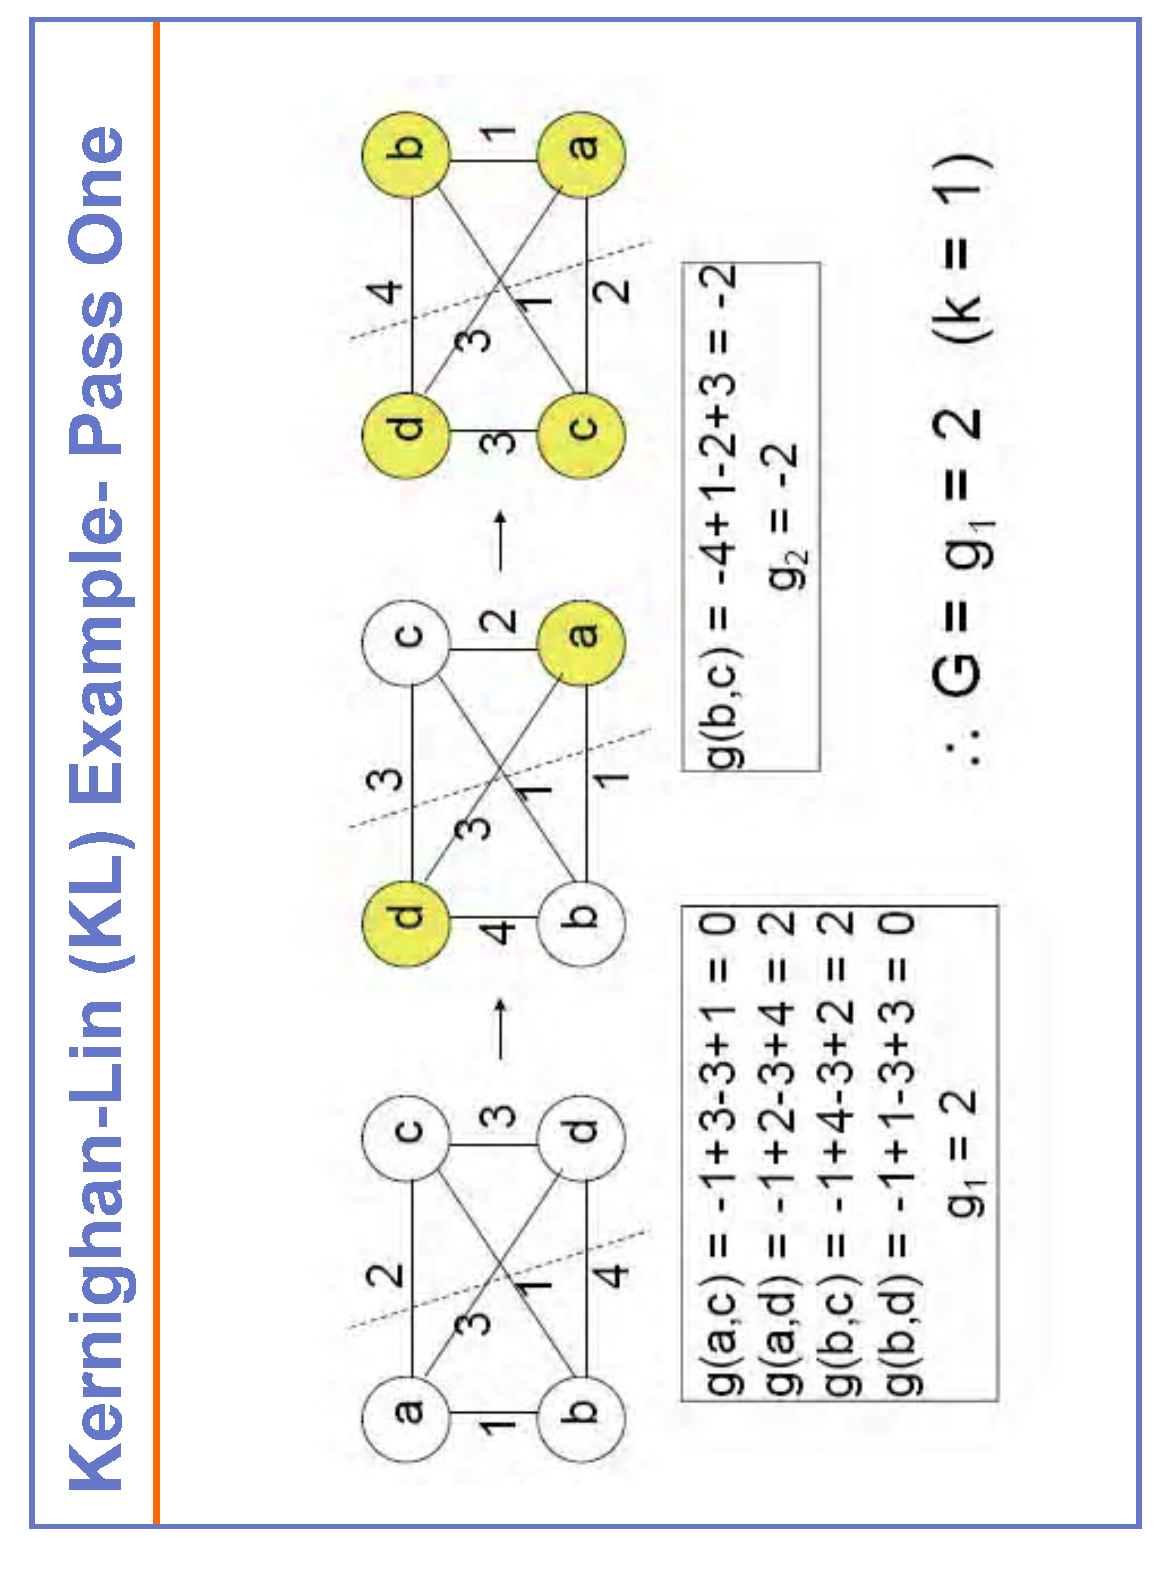 Kernighan-Lin (KL) Example- Pass One
a 2 c
1 3 1 3
b 4 d
d 3 c
4 3 1 2
b 1 a
d 4 b
3 3 1 1
c 2 a
g(a,c) = -1+3-3+1 = 0
g(a,d) = -1+2-3+4 = 2
g(b,c) = -1+4-3+2 = 2
g(b,d) = -1+1-3+3 = 0
g₁ = 2
g(b,c) = -4+1-2+3 = -2
g₂ = -2
∴ G = g₁ = 2 (k = 1)